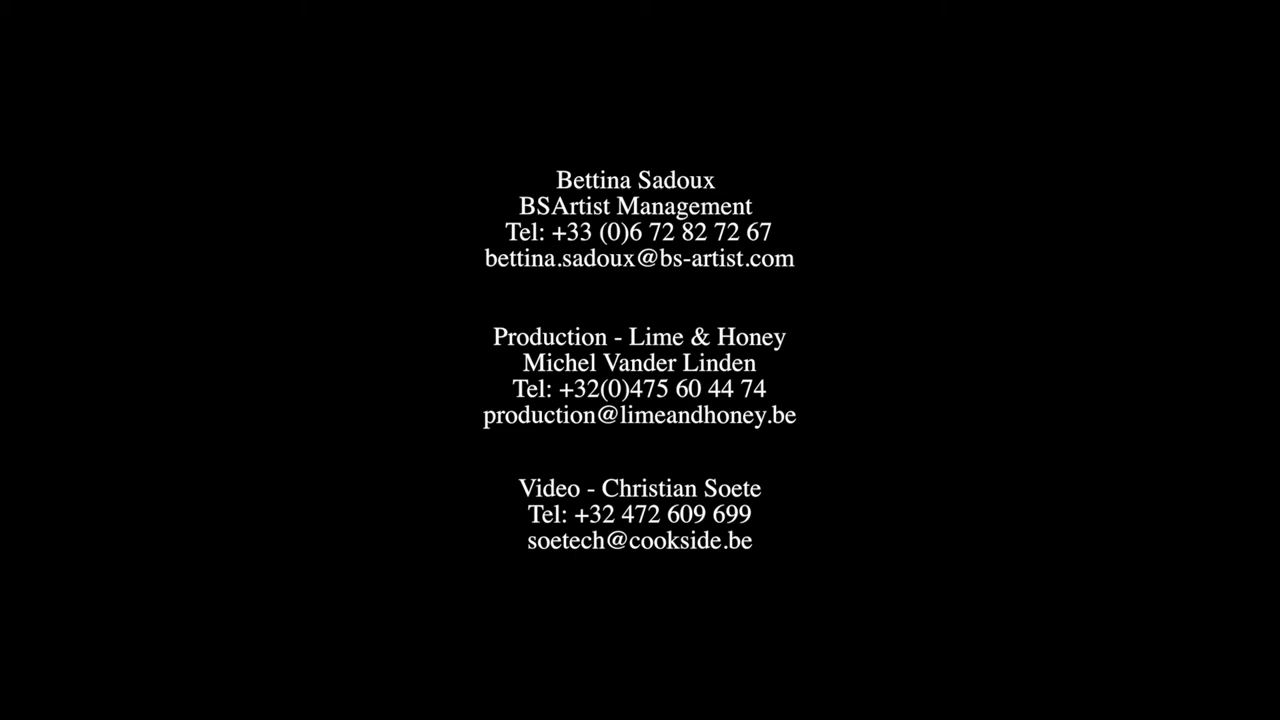 Bettina Sadoux
BSArtist Management
Tel: +33 (0)6 72 82 72 67
bettina.sadoux@bs-artist.com
Production - Lime & Honey
Michel Vander Linden
Tel: +32(0)475 60 44 74
production@limeandhoney.be
Video - Christian Soete
Tel: +32 472 609 699
soetech@cookside.be